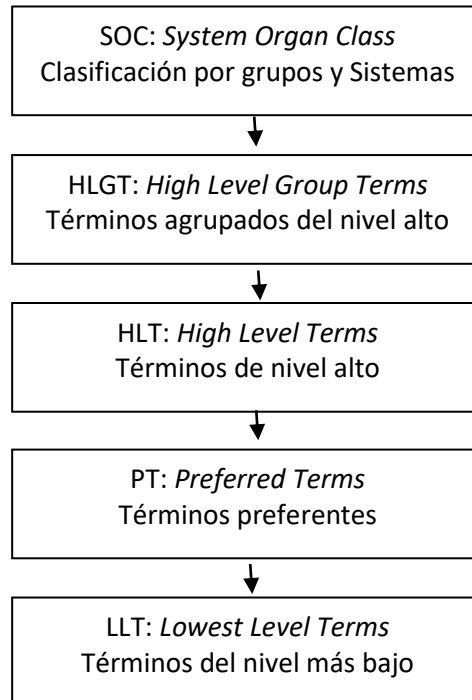 SOC: System Organ Class
Clasificación por grupos y Sistemas
HLGT: High Level Group Terms
Términos agrupados del nivel alto
HLT: High Level Terms
Términos de nivel alto
PT: Preferred Terms
Términos preferentes
LLT: Lowest Level Terms
Términos del nivel más bajo